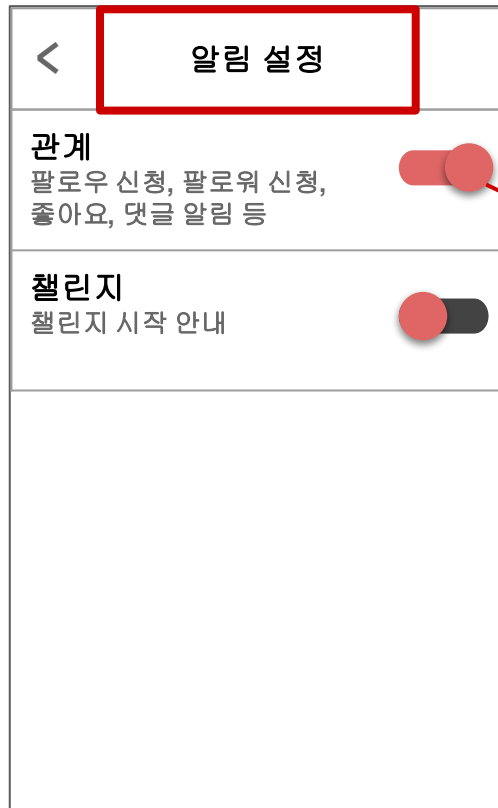 알림 설정
관계
팔로우 신청, 팔로워 신청,
좋아요, 댓글 알림 등
챌린지
챌린지 시작 안내